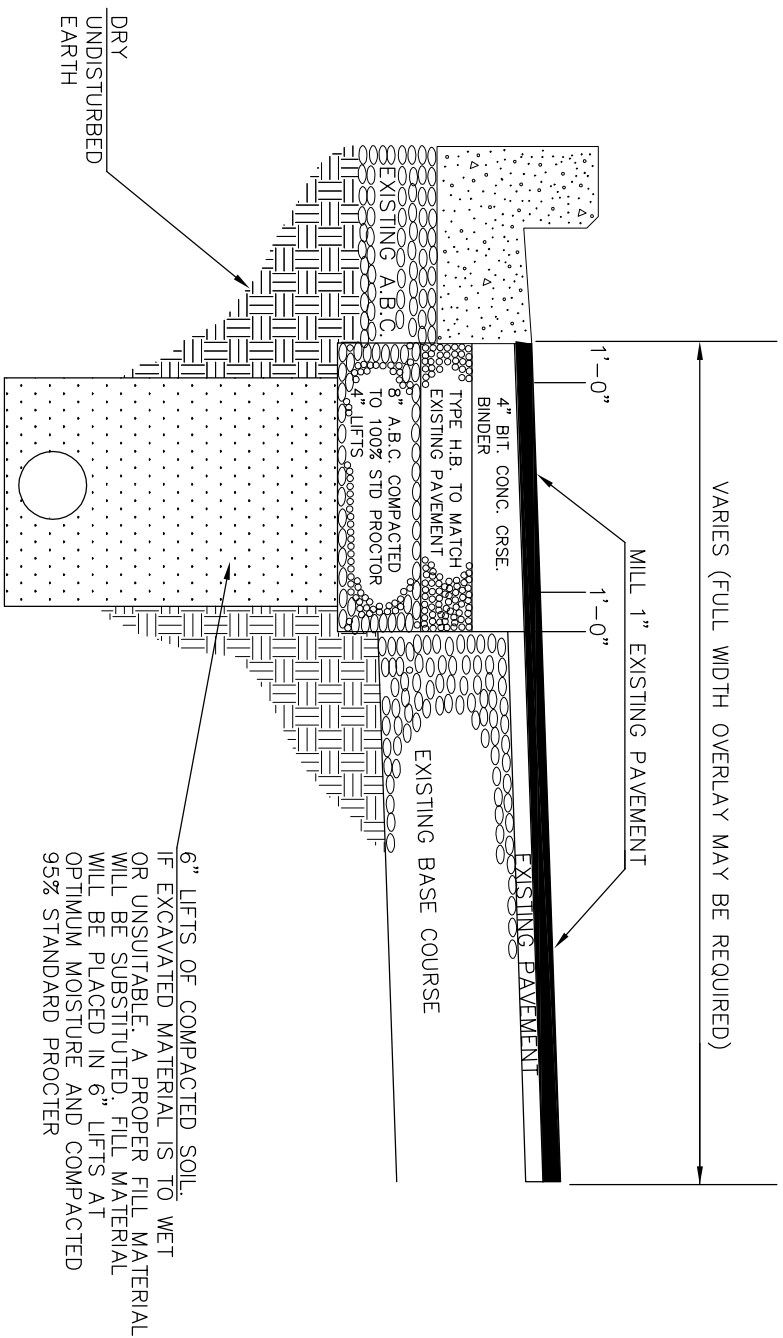 VARIES (FULL WIDTH OVERLAY MAY BE REQUIRED)
MILL 1" EXISTING PAVEMENT
1'-0"
1'-0"
4" BIT. CONC. CRSE.
BINDER
TYPE H.B. TO MATCH
EXISTING PAVEMENT
8" A.B.C. COMPACTED
TO 100% STD PROCTOR
4" LIFTS
EXISTING A.B.C.
EXISTING PAVEMENT
EXISTING BASE COURSE
DRY
UNDISTURBED
EARTH
6" LIFTS OF COMPACTED SOIL.
IF EXCAVATED MATERIAL IS TO WET
OR UNSUITABLE, A PROPER FILL MATERIAL
WILL BE SUBSTITUTED. FILL MATERIAL
WILL BE PLACED IN 6" LIFTS AT
OPTIMUM MOISTURE AND COMPACTED
95% STANDARD PROCTER